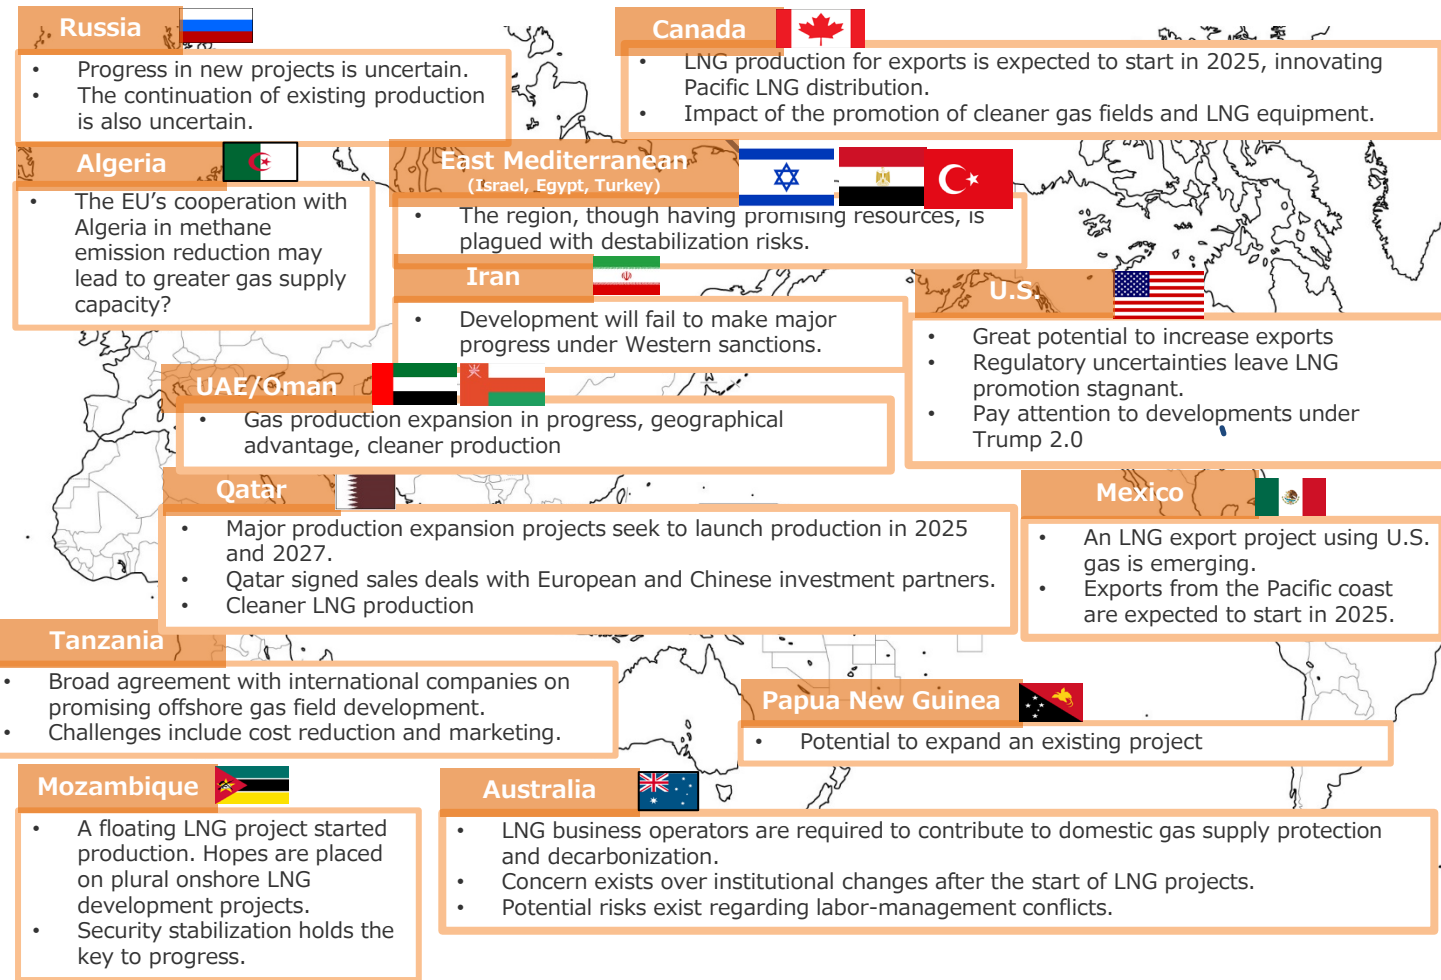 Russia
• Progress in new projects is uncertain.
• The continuation of existing production
is also uncertain.
Canada
• LNG production for exports is expected to start in 2025, innovating
Pacific LNG distribution.
• Impact of the promotion of cleaner gas fields and LNG equipment.
Algeria
• The EU’s cooperation with
Algeria in methane
emission reduction may
lead to greater gas supply
capacity?
East Mediterranean
(Israel, Egypt, Turkey)
• The region, though having promising resources, is
plagued with destabilization risks.
Iran
• Development will fail to make major
progress under Western sanctions.
U.S.
• Great potential to increase exports
• Regulatory uncertainties leave LNG
promotion stagnant.
• Pay attention to developments under
Trump 2.0
UAE/Oman
• Gas production expansion in progress, geographical
advantage, cleaner production
Qatar
• Major production expansion projects seek to launch production in 2025
and 2027.
• Qatar signed sales deals with European and Chinese investment partners.
• Cleaner LNG production
Mexico
• An LNG export project using U.S.
gas is emerging.
• Exports from the Pacific coast
are expected to start in 2025.
Tanzania
• Broad agreement with international companies on
promising offshore gas field development.
• Challenges include cost reduction and marketing.
Papua New Guinea
• Potential to expand an existing project
Mozambique
• A floating LNG project started
production. Hopes are placed
on plural onshore LNG
development projects.
• Security stabilization holds the
key to progress.
Australia
• LNG business operators are required to contribute to domestic gas supply protection
and decarbonization.
• Concern exists over institutional changes after the start of LNG projects.
• Potential risks exist regarding labor-management conflicts.